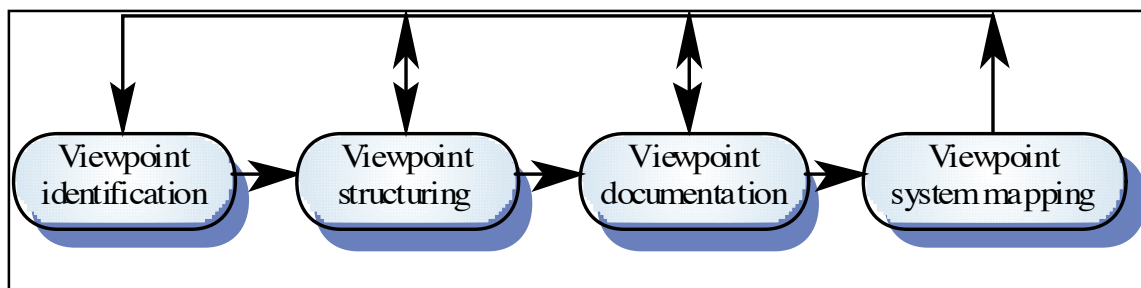 Viewpoint
identification
Viewpoint
structuring
Viewpoint
documentation
Viewpoint
system mapping